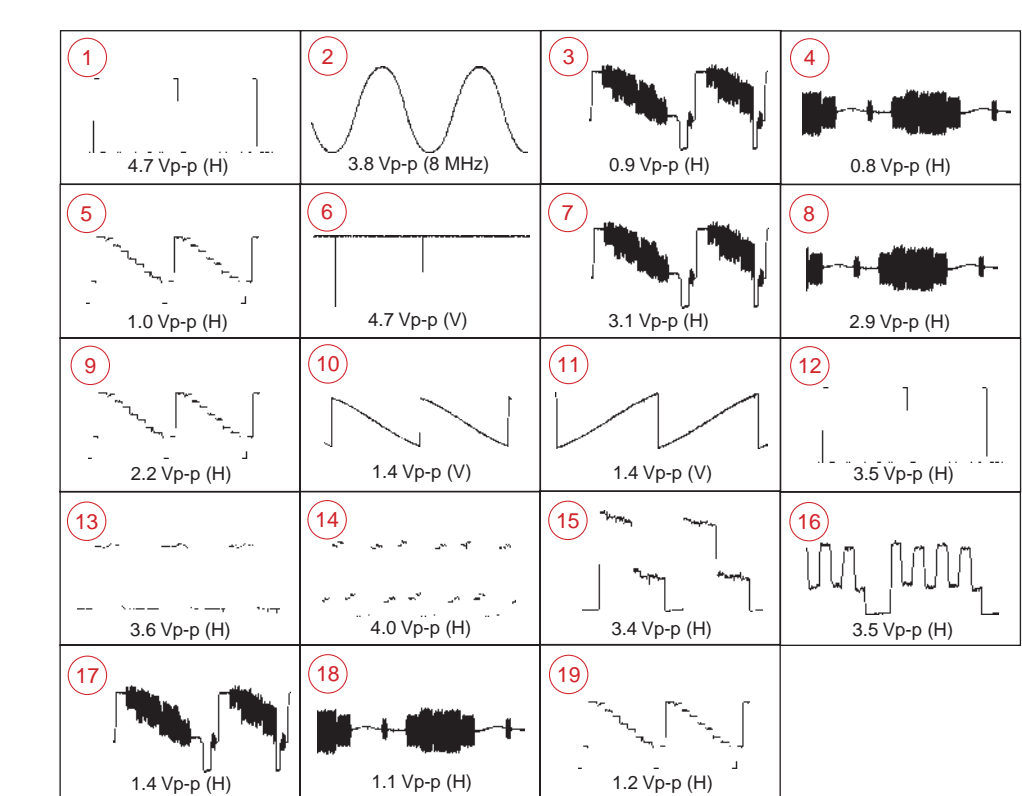 1
4.7 Vp-p (H)
2
3.8 Vp-p (8 MHz)
3
0.9 Vp-p (H)
4
0.8 Vp-p (H)
5
1.0 Vp-p (H)
6
4.7 Vp-p (V)
7
3.1 Vp-p (H)
8
2.9 Vp-p (H)
9
2.2 Vp-p (H)
10
1.4 Vp-p (V)
11
1.4 Vp-p (V)
12
3.5 Vp-p (H)
13
3.6 Vp-p (H)
14
4.0 Vp-p (H)
15
3.4 Vp-p (H)
16
3.5 Vp-p (H)
17
1.4 Vp-p (H)
18
1.1 Vp-p (H)
19
1.2 Vp-p (H)